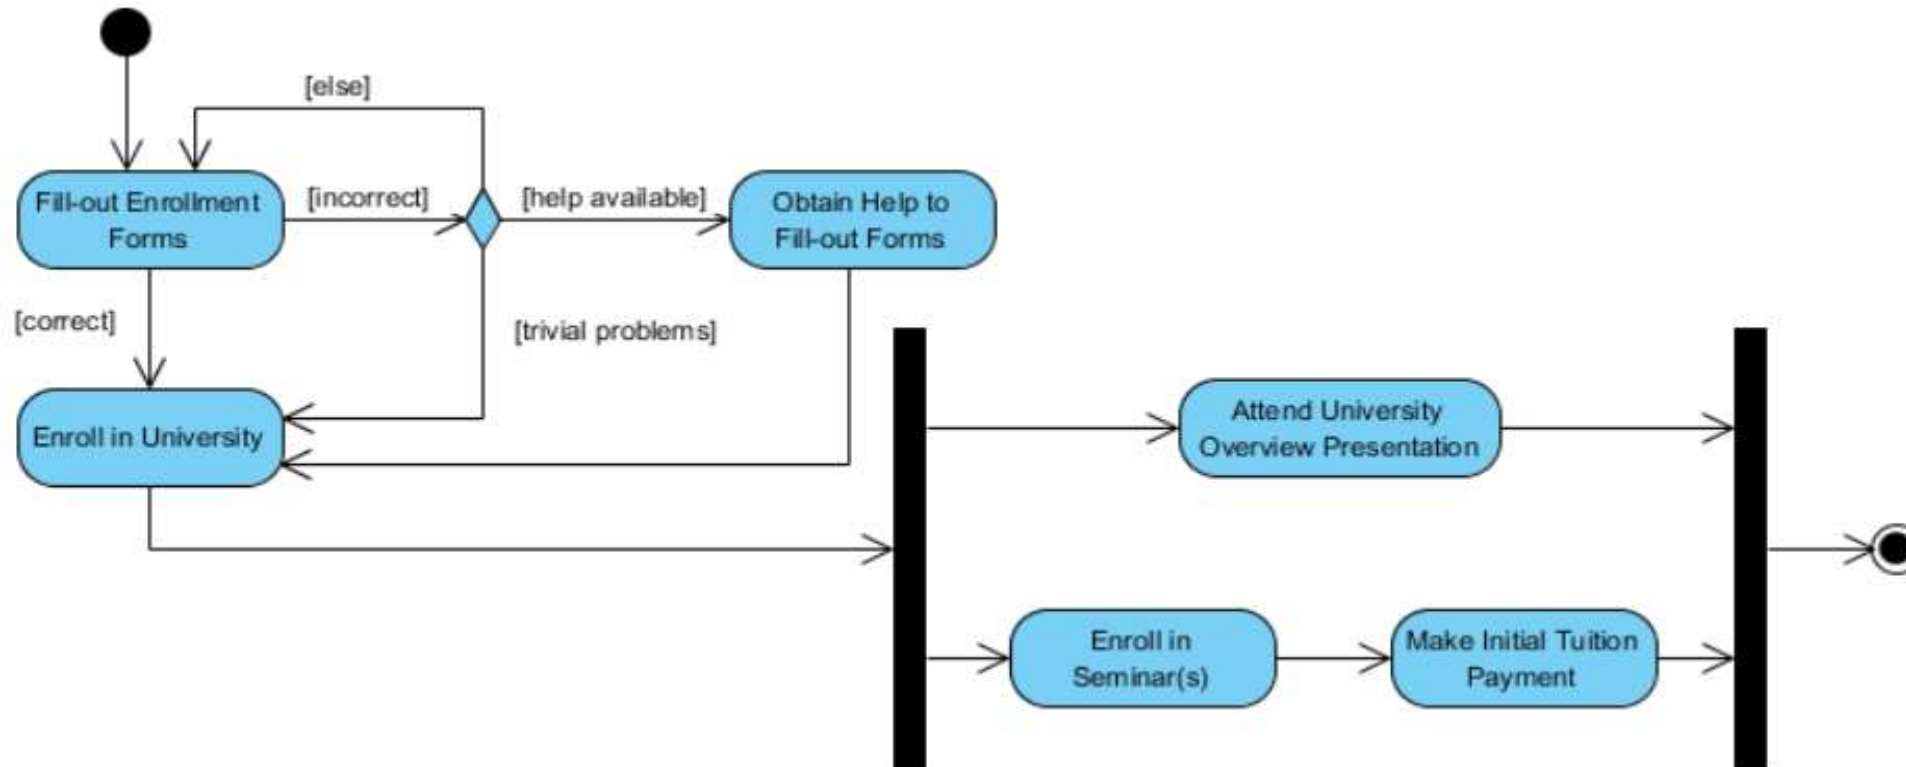 [else]
Fill-out Enrollment
Forms
[incorrect]
[help available]
Obtain Help to
Fill-out Forms
[correct]
[trivial problems]
Enroll in University
Attend University
Overview Presentation
Enroll in
Seminar(s)
Make Initial Tuition
Payment